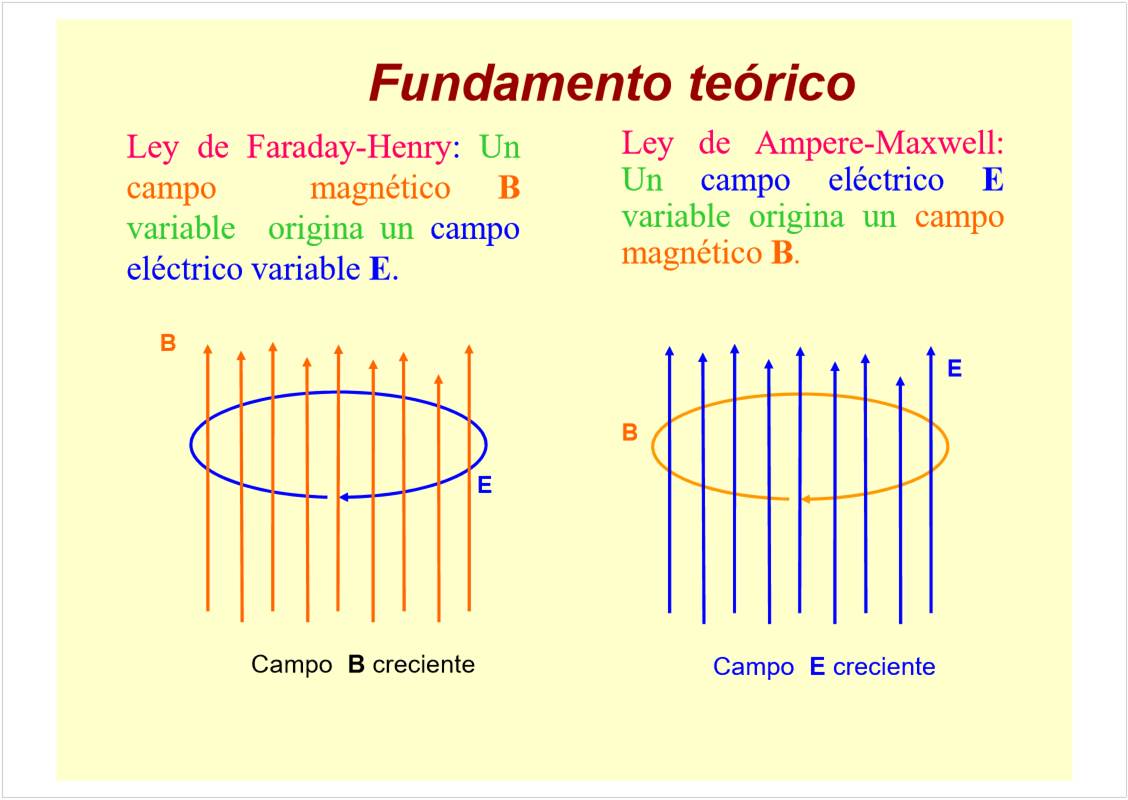 Fundamento teórico
Ley de Faraday-Henry: Un
campo magnético B
variable origina un campo
eléctrico variable E.
Ley de Ampere-Maxwell:
Un campo eléctrico E
variable origina un campo
magnético B.
B
E
Campo B creciente
E
B
Campo E creciente